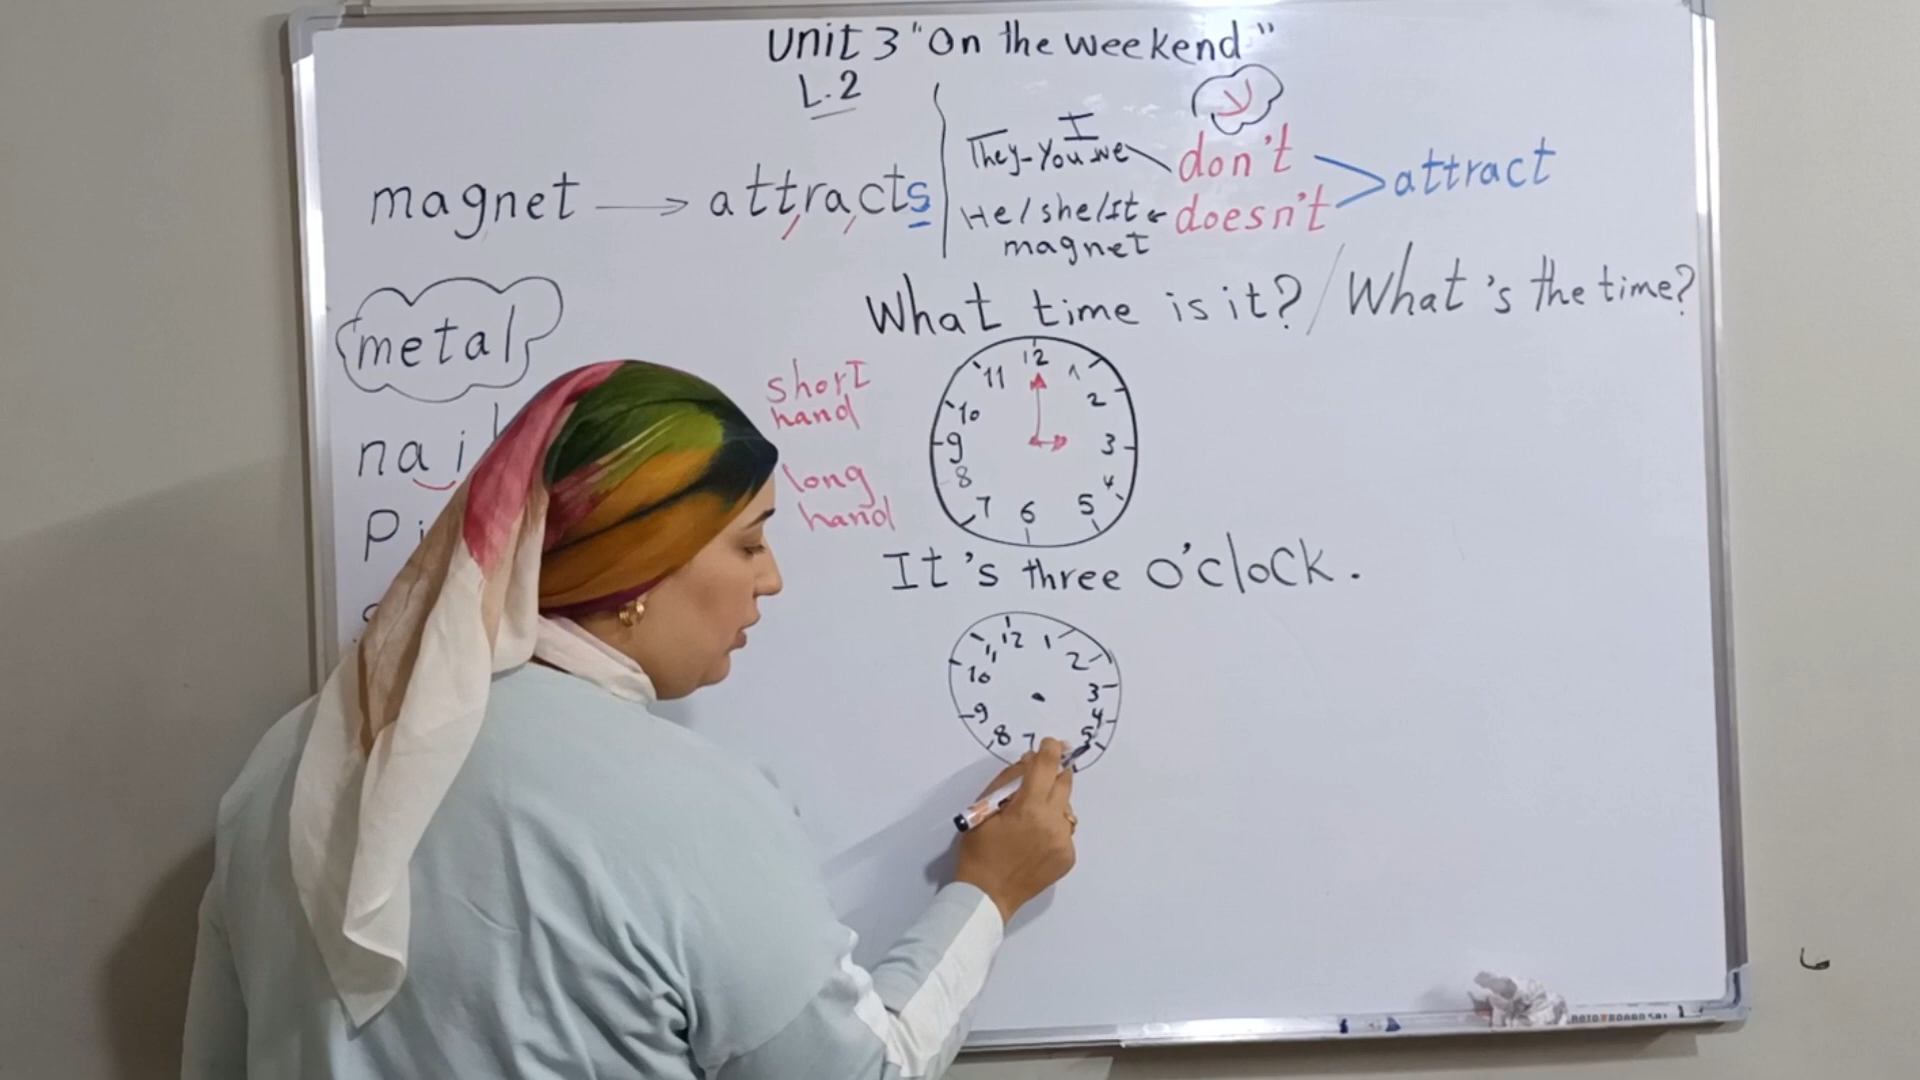 Unit 3 "On the weekend"
L.2
magnet → attracts
I
They-You-we
don't
He/she/It
doesn't
magnet
attract
metal
What time is it? / What's the time?
short
hand
long
hand
12
11 1
10 2
9 3
8 4
7 6 5
It's three o'clock.
12 1
11 2
10 3
9 4
8 7 5